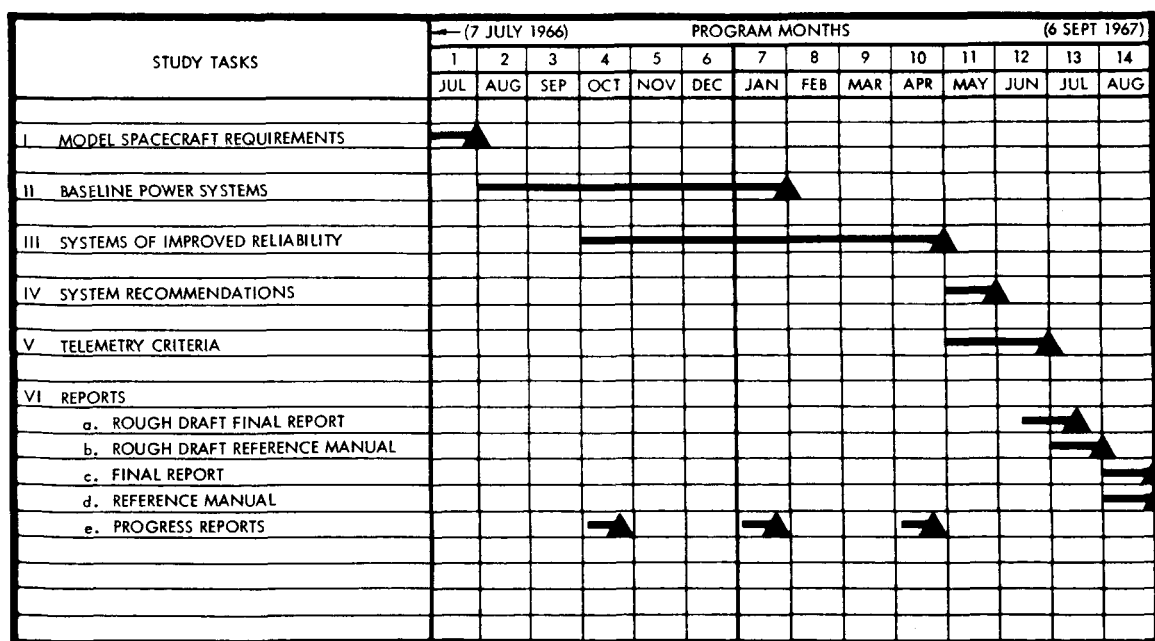 (7 JULY 1966) PROGRAM MONTHS (6 SEPT 1967)
STUDY TASKS
1 2 3 4 5 6 7 8 9 10 11 12 13 14
JUL AUG SEP OCT NOV DEC JAN FEB MAR APR MAY JUN JUL AUG
I MODEL SPACECRAFT REQUIREMENTS
II BASELINE POWER SYSTEMS
III SYSTEMS OF IMPROVED RELIABILITY
IV SYSTEM RECOMMENDATIONS
V TELEMETRY CRITERIA
VI REPORTS
a. ROUGH DRAFT FINAL REPORT
b. ROUGH DRAFT REFERENCE MANUAL
c. FINAL REPORT
d. REFERENCE MANUAL
e. PROGRESS REPORTS